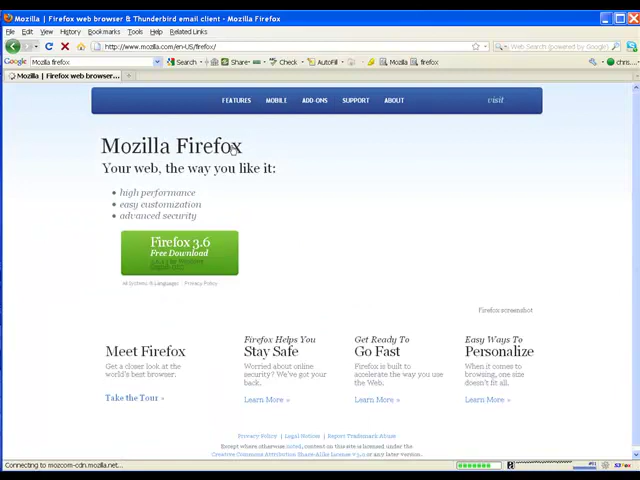 Mozilla | Firefox web browser & Thunderbird email client - Mozilla Firefox
File Edit View History Bookmarks Tools Help Related Links
http://www.mozilla.com/en-US/firefox/
Web Search (powered by Google)
Google Mozilla firefox Search Share Check AutoFill Mozilla firefox chris...
Mozilla | Firefox web browser...
FEATURES MOBILE ADD-ONS SUPPORT ABOUT visit
Mozilla Firefox
Your web, the way you like it:
• high performance
• easy customization
• advanced security
Firefox 3.6
Free Download
English (US)
All Systems & Languages | Privacy Policy
Firefox screenshot
Meet Firefox
Get a closer look at the
world's best browser.
Take the Tour »
Firefox Helps You
Stay Safe
Worried about online
security? We've got your
back.
Learn More »
Get Ready To
Go Fast
Firefox is built to
accelerate the way you use
the Web.
Learn More »
Easy Ways To
Personalize
When it comes to
browsing, one size
doesn't fit all.
Learn More »
Privacy Policy | Legal Notices | Report Trademark Abuse
Except where otherwise noted, content on this site is licensed under the
Creative Commons Attribution Share-Alike License v3.0 or any later version.
Connecting to mozcom-cdn.mozilla.net...